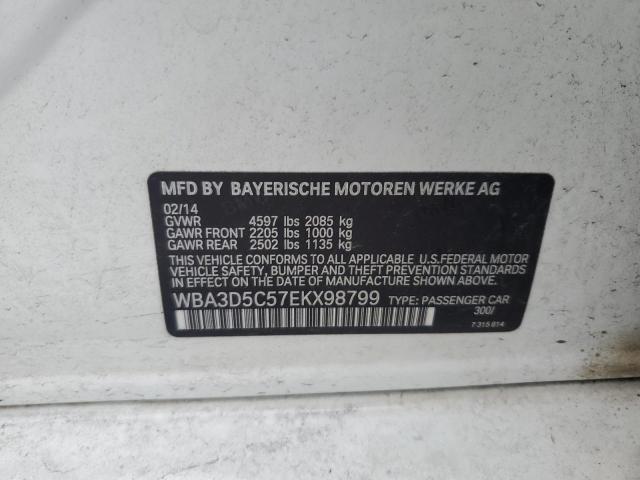 MFD BY BAYERISCHE MOTOREN WERKE AG
02/14
GVWR 4597 lbs 2085 kg
GAWR FRONT 2205 lbs 1000 kg
GAWR REAR 2502 lbs 1135 kg
THIS VEHICLE CONFORMS TO ALL APPLICABLE U.S.FEDERAL MOTOR
VEHICLE SAFETY, BUMPER AND THEFT PREVENTION STANDARDS
IN EFFECT ON THE DATE OF MANUFACTURE SHOWN ABOVE.
WBA3D5C57EKX98799 TYPE: PASSENGER CAR
300/
7 315 814